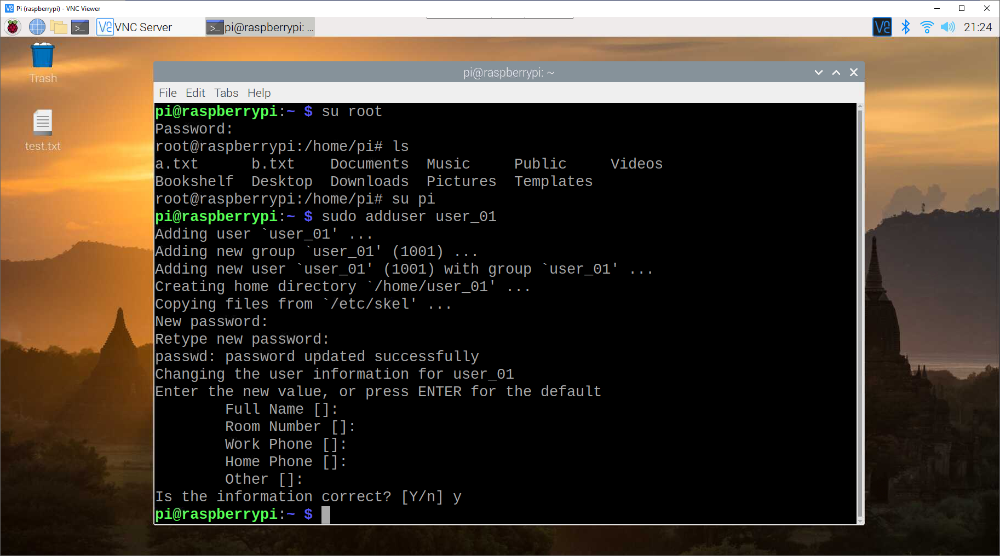 Pi (raspberrypi) - VNC Viewer
VNC Server
pi@raspberrypi: ...
21:24
Trash
test.txt
pi@raspberrypi: ~
File Edit Tabs Help
pi@raspberrypi:~ $ su root
Password:
root@raspberrypi:/home/pi# ls
a.txt      b.txt    Documents  Music     Public     Videos
Bookshelf  Desktop  Downloads  Pictures  Templates
root@raspberrypi:/home/pi# su pi
pi@raspberrypi:~ $ sudo adduser user_01
Adding user `user_01' ...
Adding new group `user_01' (1001) ...
Adding new user `user_01' (1001) with group `user_01' ...
Creating home directory `/home/user_01' ...
Copying files from `/etc/skel' ...
New password:
Retype new password:
passwd: password updated successfully
Changing the user information for user_01
Enter the new value, or press ENTER for the default
        Full Name []:
        Room Number []:
        Work Phone []:
        Home Phone []:
        Other []:
Is the information correct? [Y/n] y
pi@raspberrypi:~ $